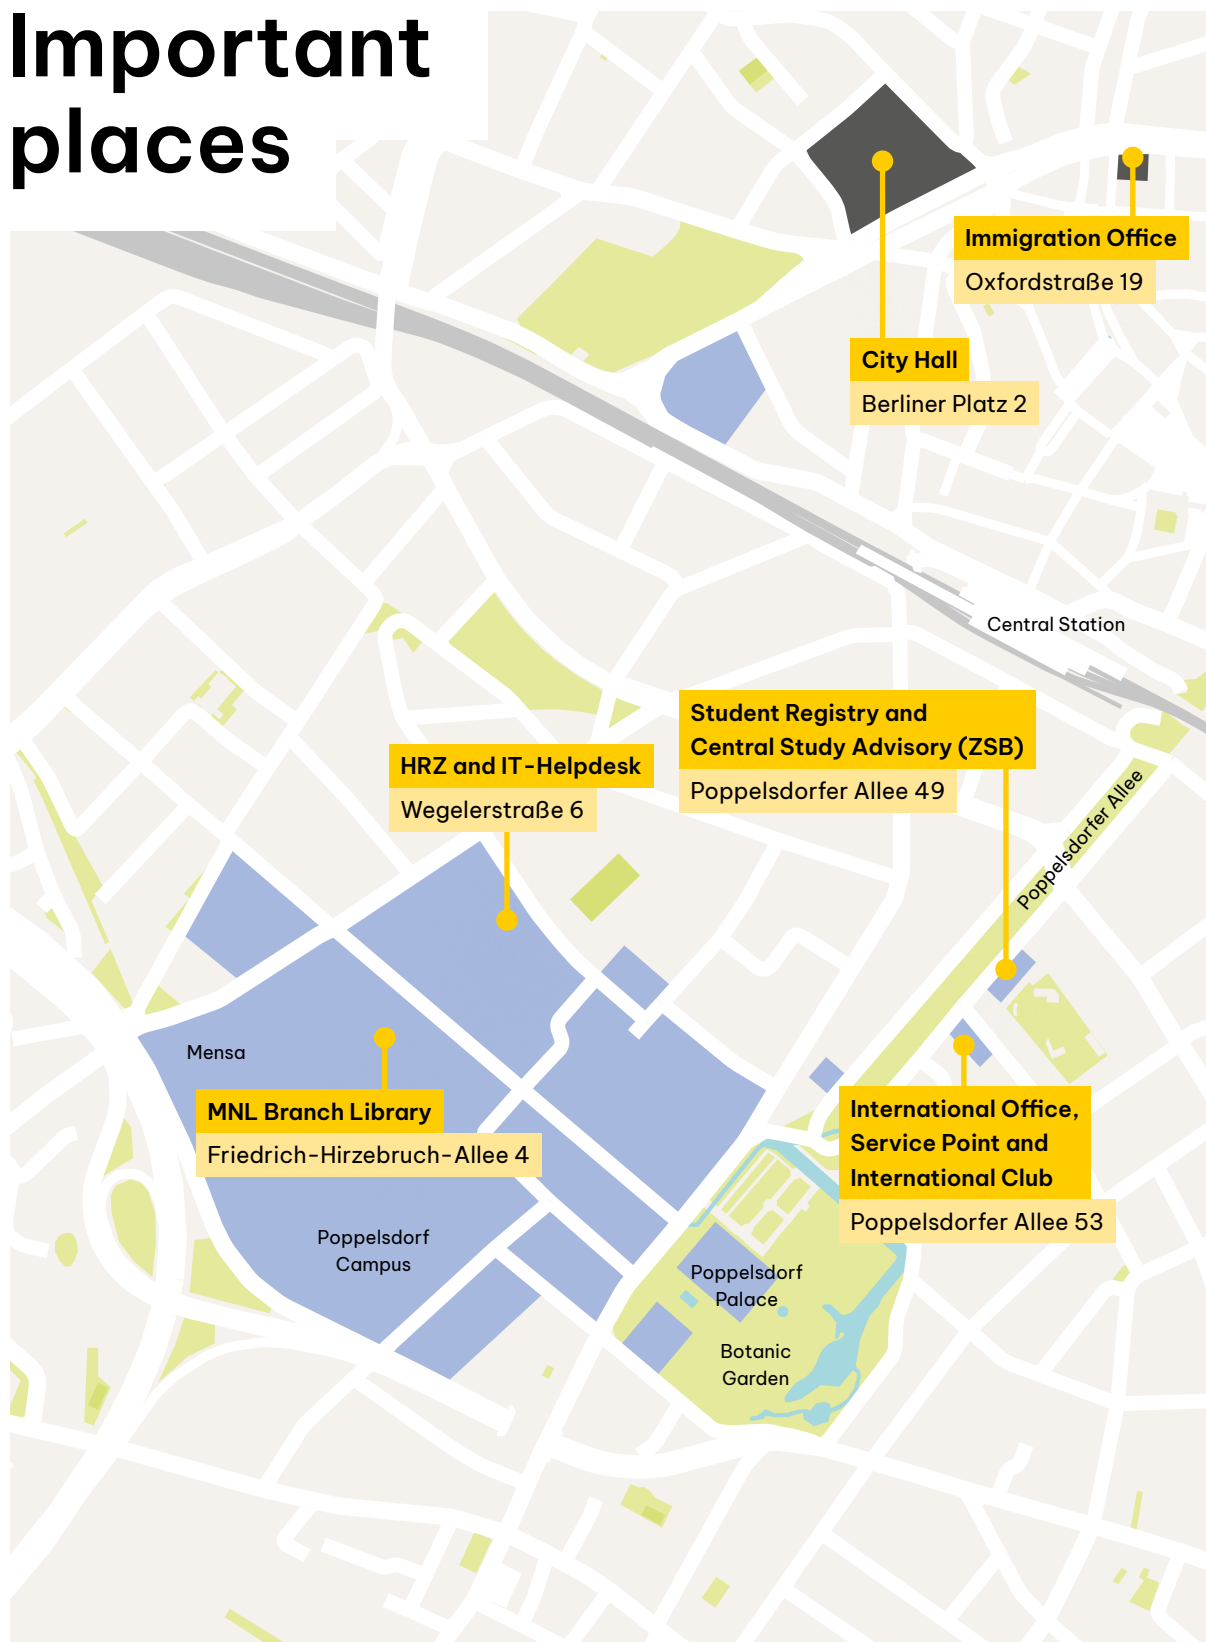 Important
places
Immigration Office
Oxfordstraße 19
City Hall
Berliner Platz 2
Central Station
Student Registry and
Central Study Advisory (ZSB)
Poppelsdorfer Allee 49
HRZ and IT-Helpdesk
Wegelerstraße 6
Poppelsdorfer Allee
Mensa
MNL Branch Library
Friedrich-Hirzebruch-Allee 4
International Office,
Service Point and
International Club
Poppelsdorfer Allee 53
Poppelsdorf
Campus
Poppelsdorf
Palace
Botanic
Garden